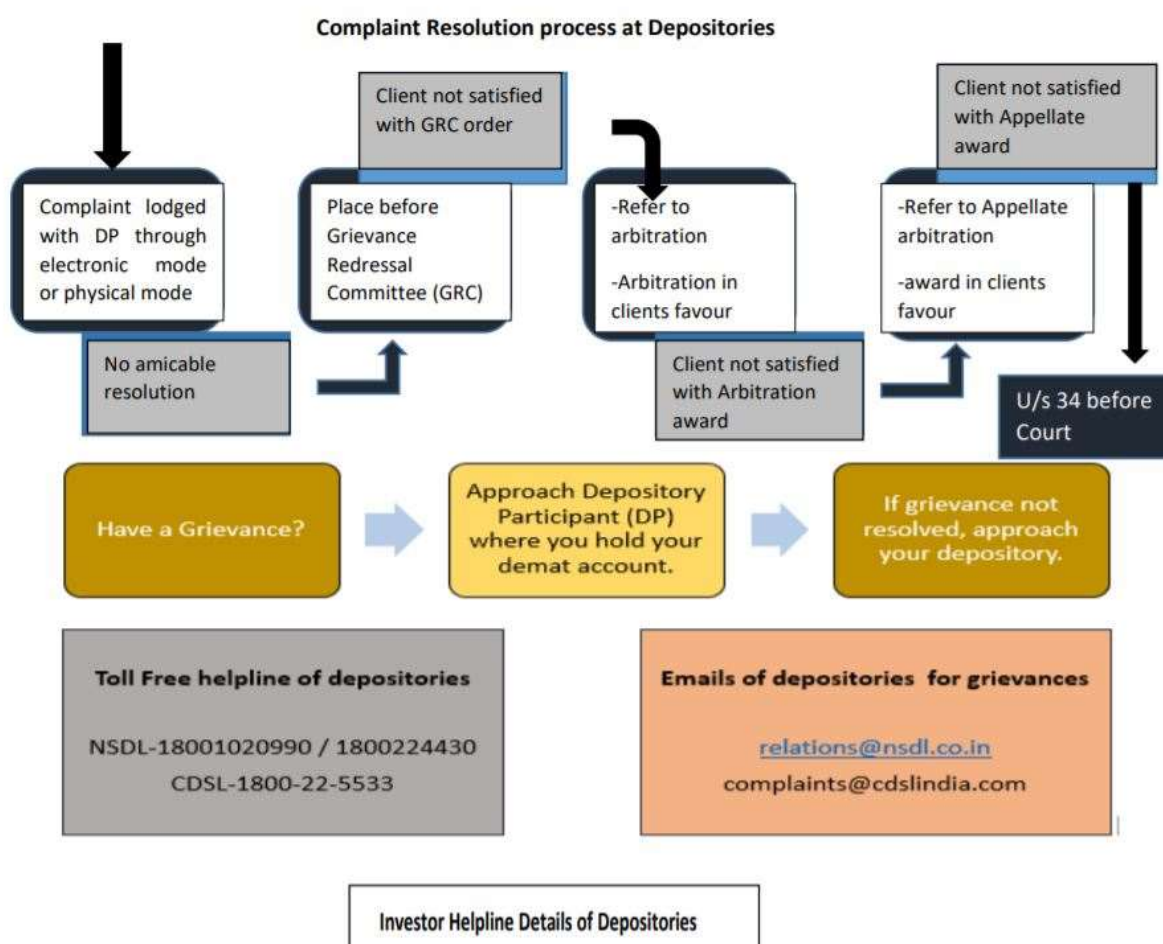 Complaint Resolution process at Depositories
Client not satisfied
with GRC order
Client not satisfied
with Appellate
award
Complaint lodged
with DP through
electronic mode
or physical mode
Place before
Grievance
Redressal
Committee (GRC)
-Refer to
arbitration
-Arbitration in
clients favour
-Refer to Appellate
arbitration
-award in clients
favour
No amicable
resolution
Client not satisfied
with Arbitration
award
U/s 34 before
Court
Have a Grievance?
Approach Depository
Participant (DP)
where you hold your
demat account.
If grievance not
resolved, approach
your depository.
Toll Free helpline of depositories
NSDL-18001020990 / 1800224430
CDSL-1800-22-5533
Emails of depositories for grievances
relations@nsdl.co.in
complaints@cdslindia.com
Investor Helpline Details of Depositories